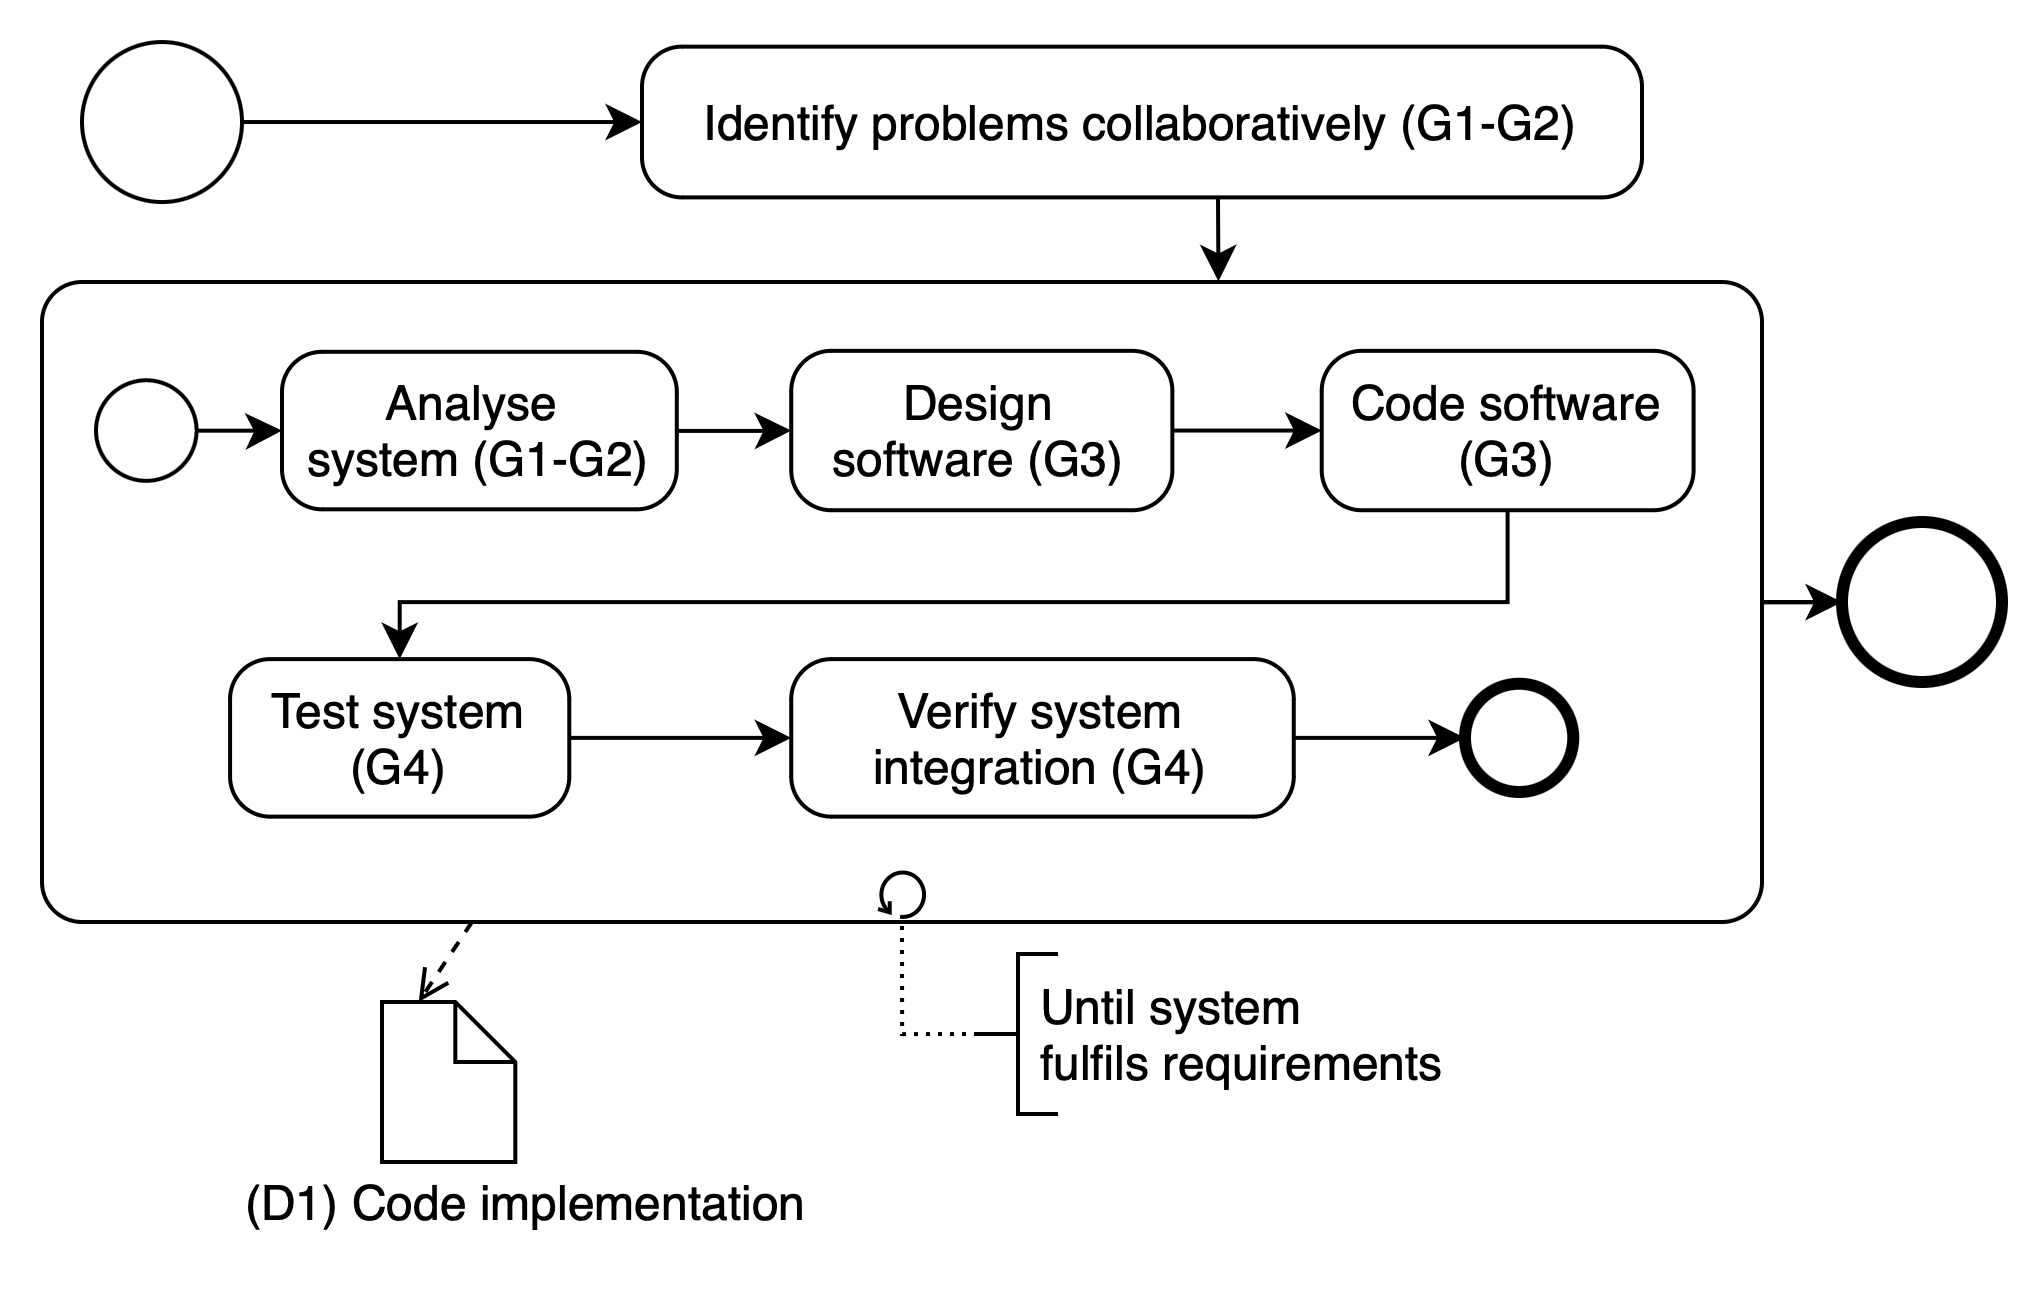 Identify problems collaboratively (G1-G2)
Analyse
system (G1-G2)
Design
software (G3)
Code software
(G3)
Test system
(G4)
Verify system
integration (G4)
Until system
fulfils requirements
(D1) Code implementation